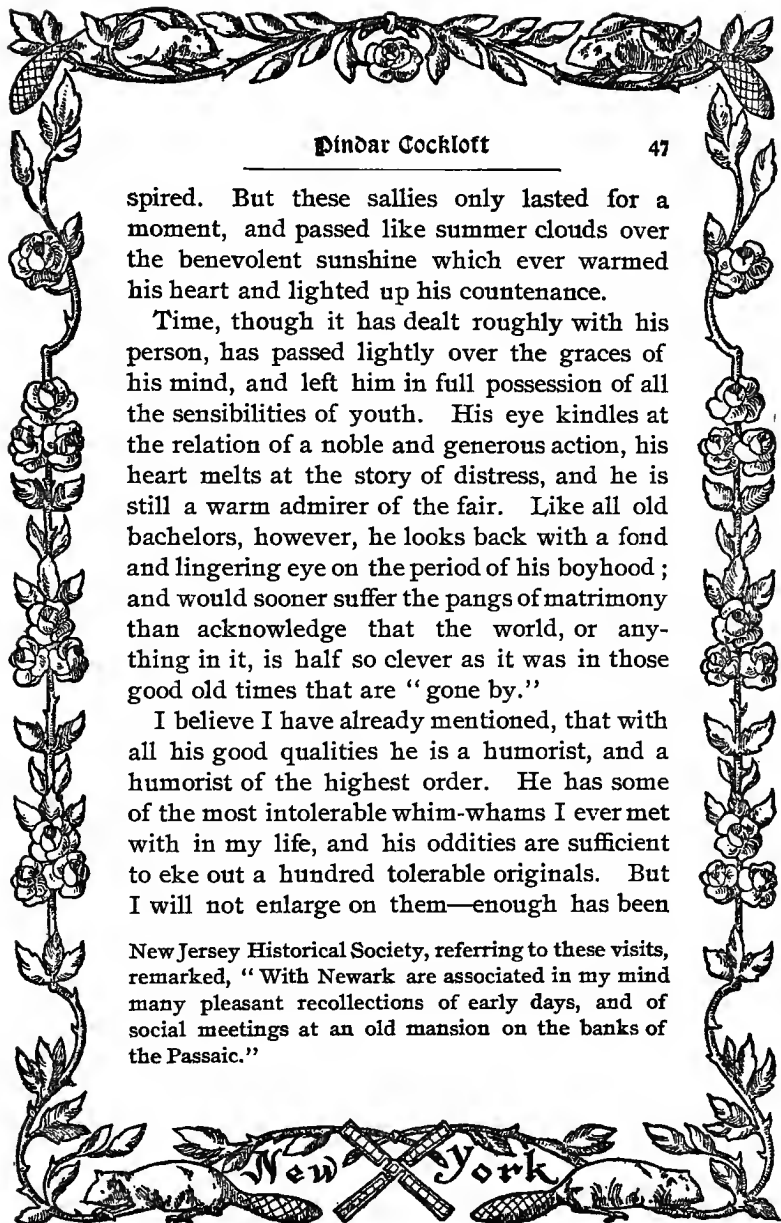 Pindar Cockloft 47
spired. But these sallies only lasted for a
moment, and passed like summer clouds over
the benevolent sunshine which ever warmed
his heart and lighted up his countenance.
Time, though it has dealt roughly with his
person, has passed lightly over the graces of
his mind, and left him in full possession of all
the sensibilities of youth. His eye kindles at
the relation of a noble and generous action, his
heart melts at the story of distress, and he is
still a warm admirer of the fair. Like all old
bachelors, however, he looks back with a fond
and lingering eye on the period of his boyhood ;
and would sooner suffer the pangs of matrimony
than acknowledge that the world, or any-
thing in it, is half so clever as it was in those
good old times that are “ gone by.”
I believe I have already mentioned, that with
all his good qualities he is a humorist, and a
humorist of the highest order. He has some
of the most intolerable whim-whams I ever met
with in my life, and his oddities are sufficient
to eke out a hundred tolerable originals. But
I will not enlarge on them—enough has been
New Jersey Historical Society, referring to these visits,
remarked, “ With Newark are associated in my mind
many pleasant recollections of early days, and of
social meetings at an old mansion on the banks of
the Passaic.”
New York